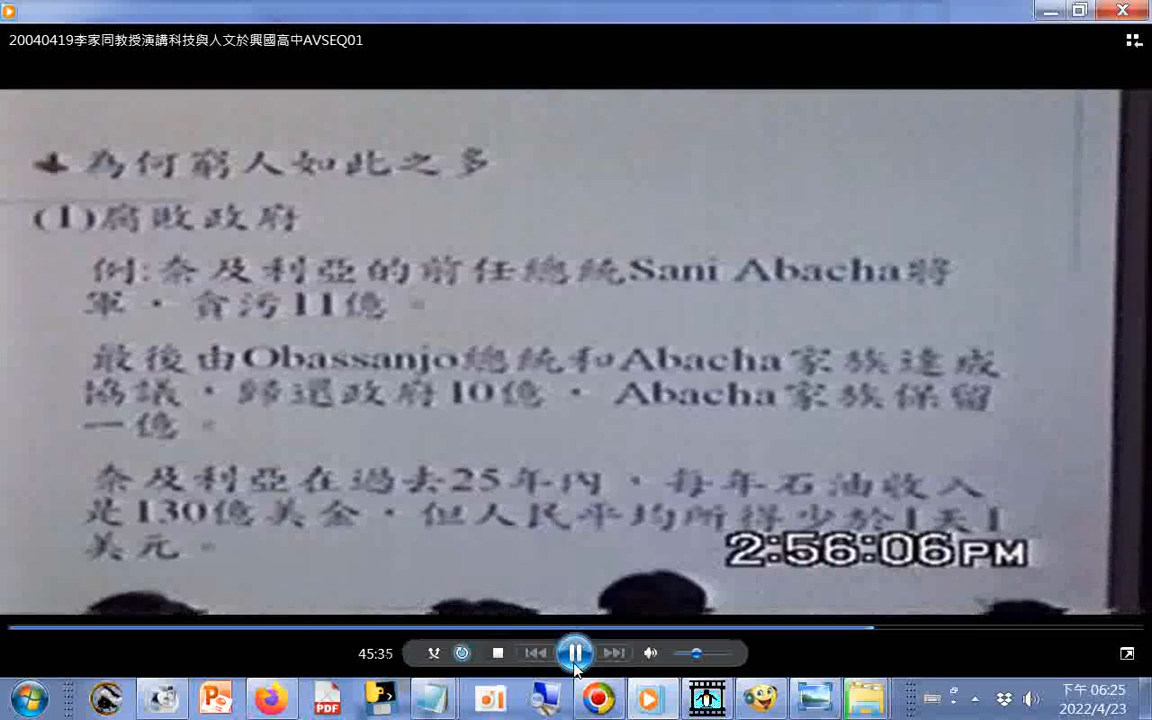 20040419李家同教授演講科技與人文於興國高中AVSEQ01
為何窮人如此之多
(1)腐敗政府
例:奈及利亞的前任總統Sani Abacha將
軍，貪污11億。
最後由Obassanjo總統和Abacha家族達成
協議，歸還政府10億，Abacha家族保留
一億。
奈及利亞在過去25年內，每年石油收入
是130億美金，但人民平均所得少於1天1
美元。
2:56:06PM
45:35
PDF
下午 06:25
2022/4/23